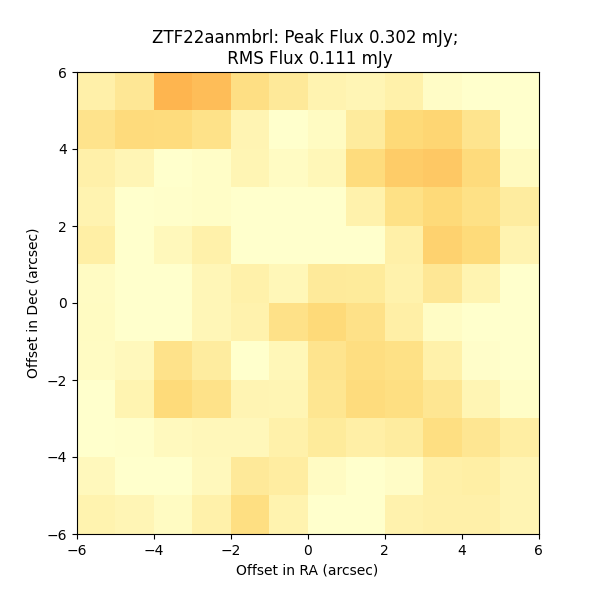 ZTF22aanmbrl: Peak Flux 0.302 mJy;
RMS Flux 0.111 mJy
6
4
2
0
−2
−4
−6
Offset in Dec (arcsec)
−6 −4 −2 0 2 4 6
Offset in RA (arcsec)